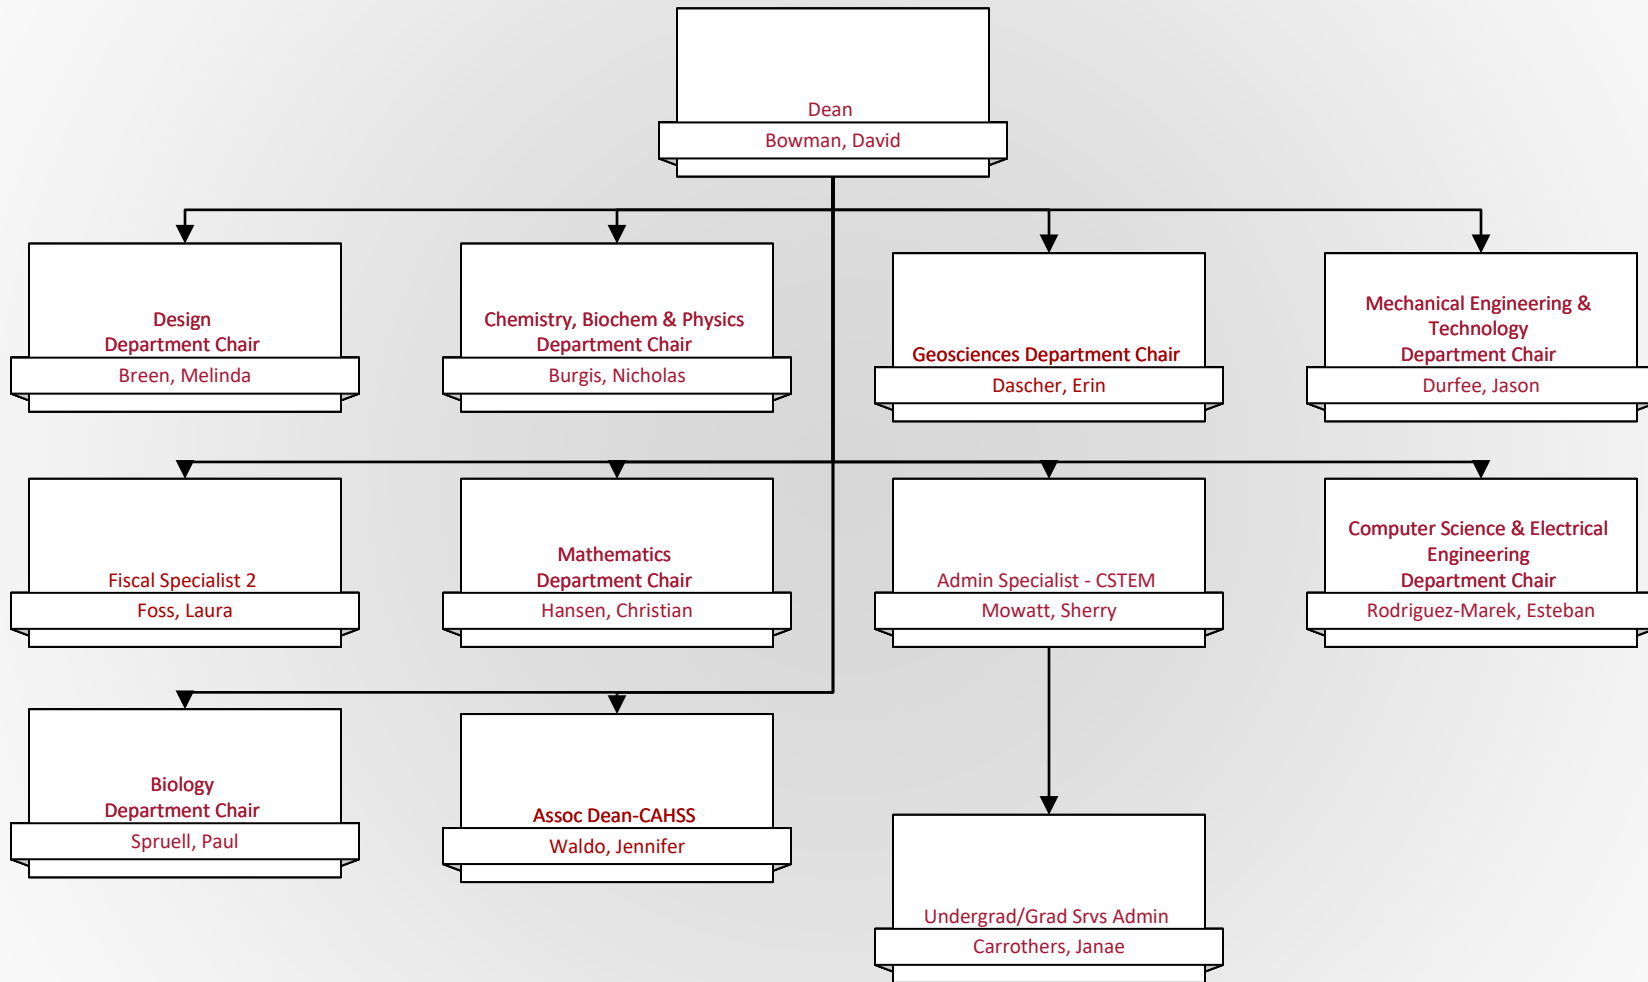 Dean
Bowman, David
Design
Department Chair
Breen, Melinda
Chemistry, Biochem & Physics
Department Chair
Burgis, Nicholas
Geosciences Department Chair
Dascher, Erin
Mechanical Engineering &
Technology
Department Chair
Durfee, Jason
Fiscal Specialist 2
Foss, Laura
Mathematics
Department Chair
Hansen, Christian
Admin Specialist - CSTEM
Mowatt, Sherry
Computer Science & Electrical
Engineering
Department Chair
Rodriguez-Marek, Esteban
Biology
Department Chair
Spruell, Paul
Assoc Dean-CAHSS
Waldo, Jennifer
Undergrad/Grad Srvs Admin
Carrothers, Janae